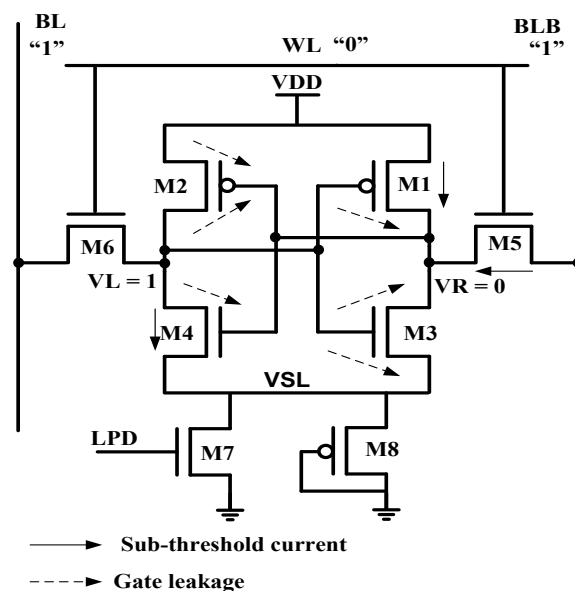 BL BLB
“1” WL “0” “1”
VDD
M2 M1
M6 M5
VL = 1 VR = 0
M4 M3
VSL
LPD M7 M8
Sub-threshold current
Gate leakage